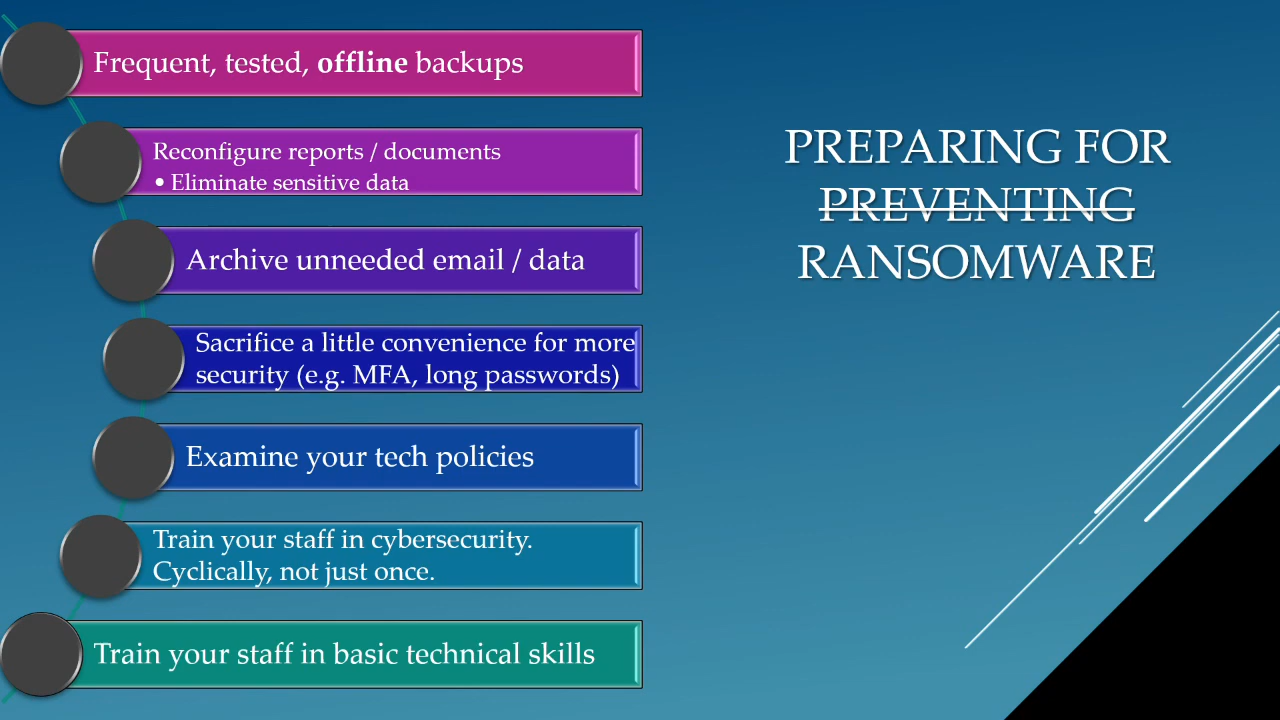 Frequent, tested, offline backups
Reconfigure reports / documents
• Eliminate sensitive data
Archive unneeded email / data
Sacrifice a little convenience for more
security (e.g. MFA, long passwords)
Examine your tech policies
Train your staff in cybersecurity.
Cyclically, not just once.
Train your staff in basic technical skills
PREPARING FOR
PREVENTING
RANSOMWARE